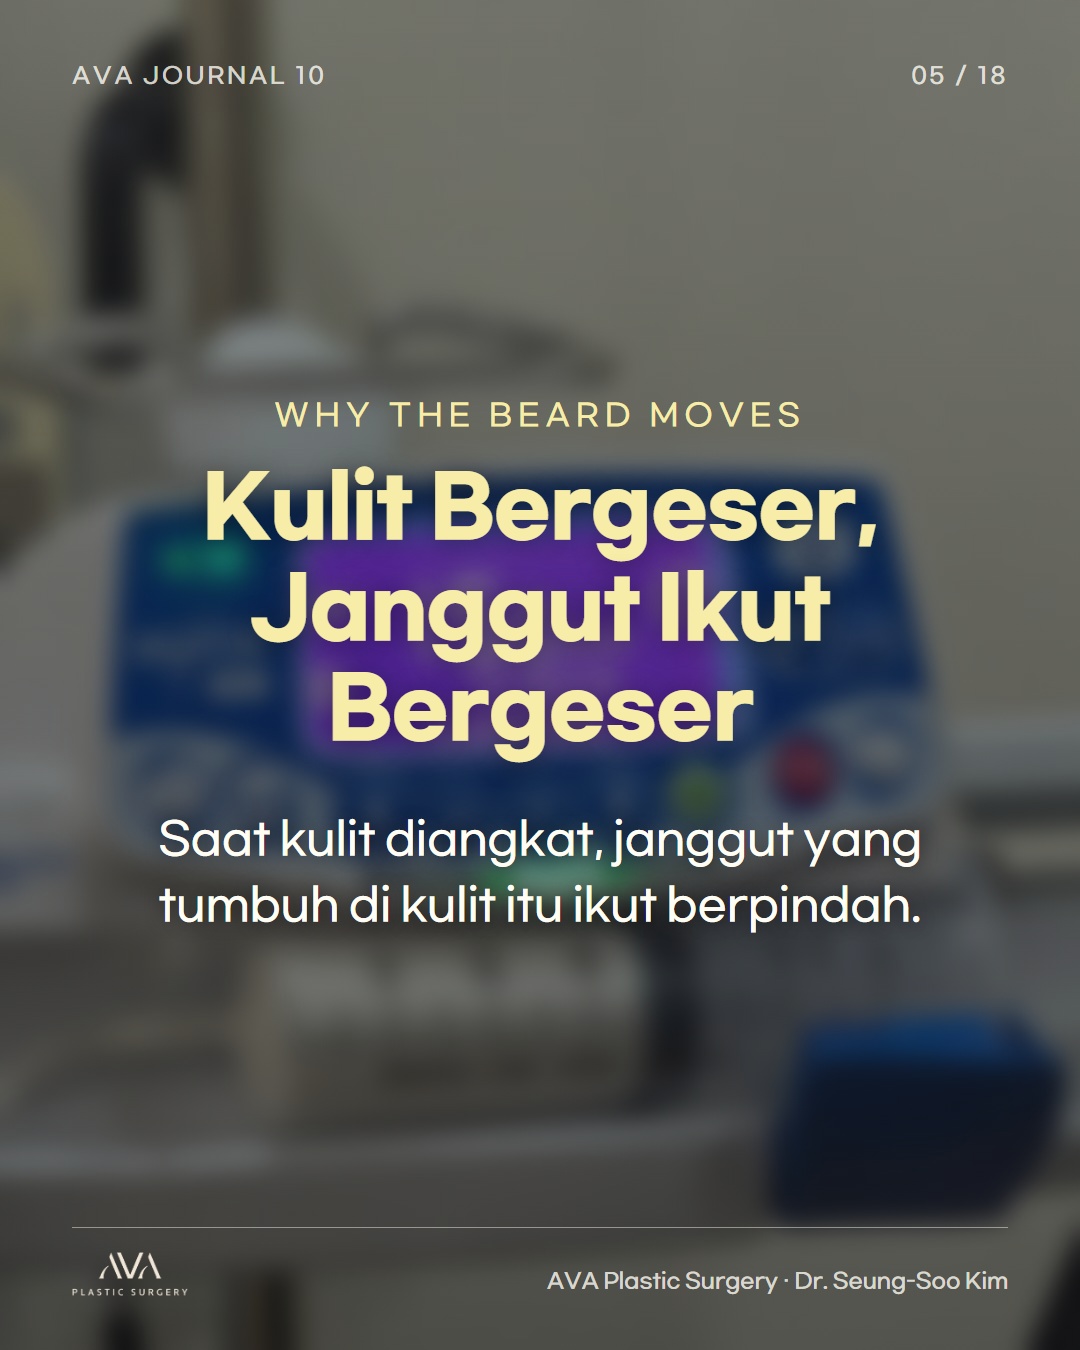 AVA JOURNAL 10
05 / 18
WHY THE BEARD MOVES
Kulit Bergeser,
Janggut Ikut
Bergeser
Saat kulit diangkat, janggut yang
tumbuh di kulit itu ikut berpindah.
AVA
PLASTIC SURGERY
AVA Plastic Surgery · Dr. Seung-Soo Kim